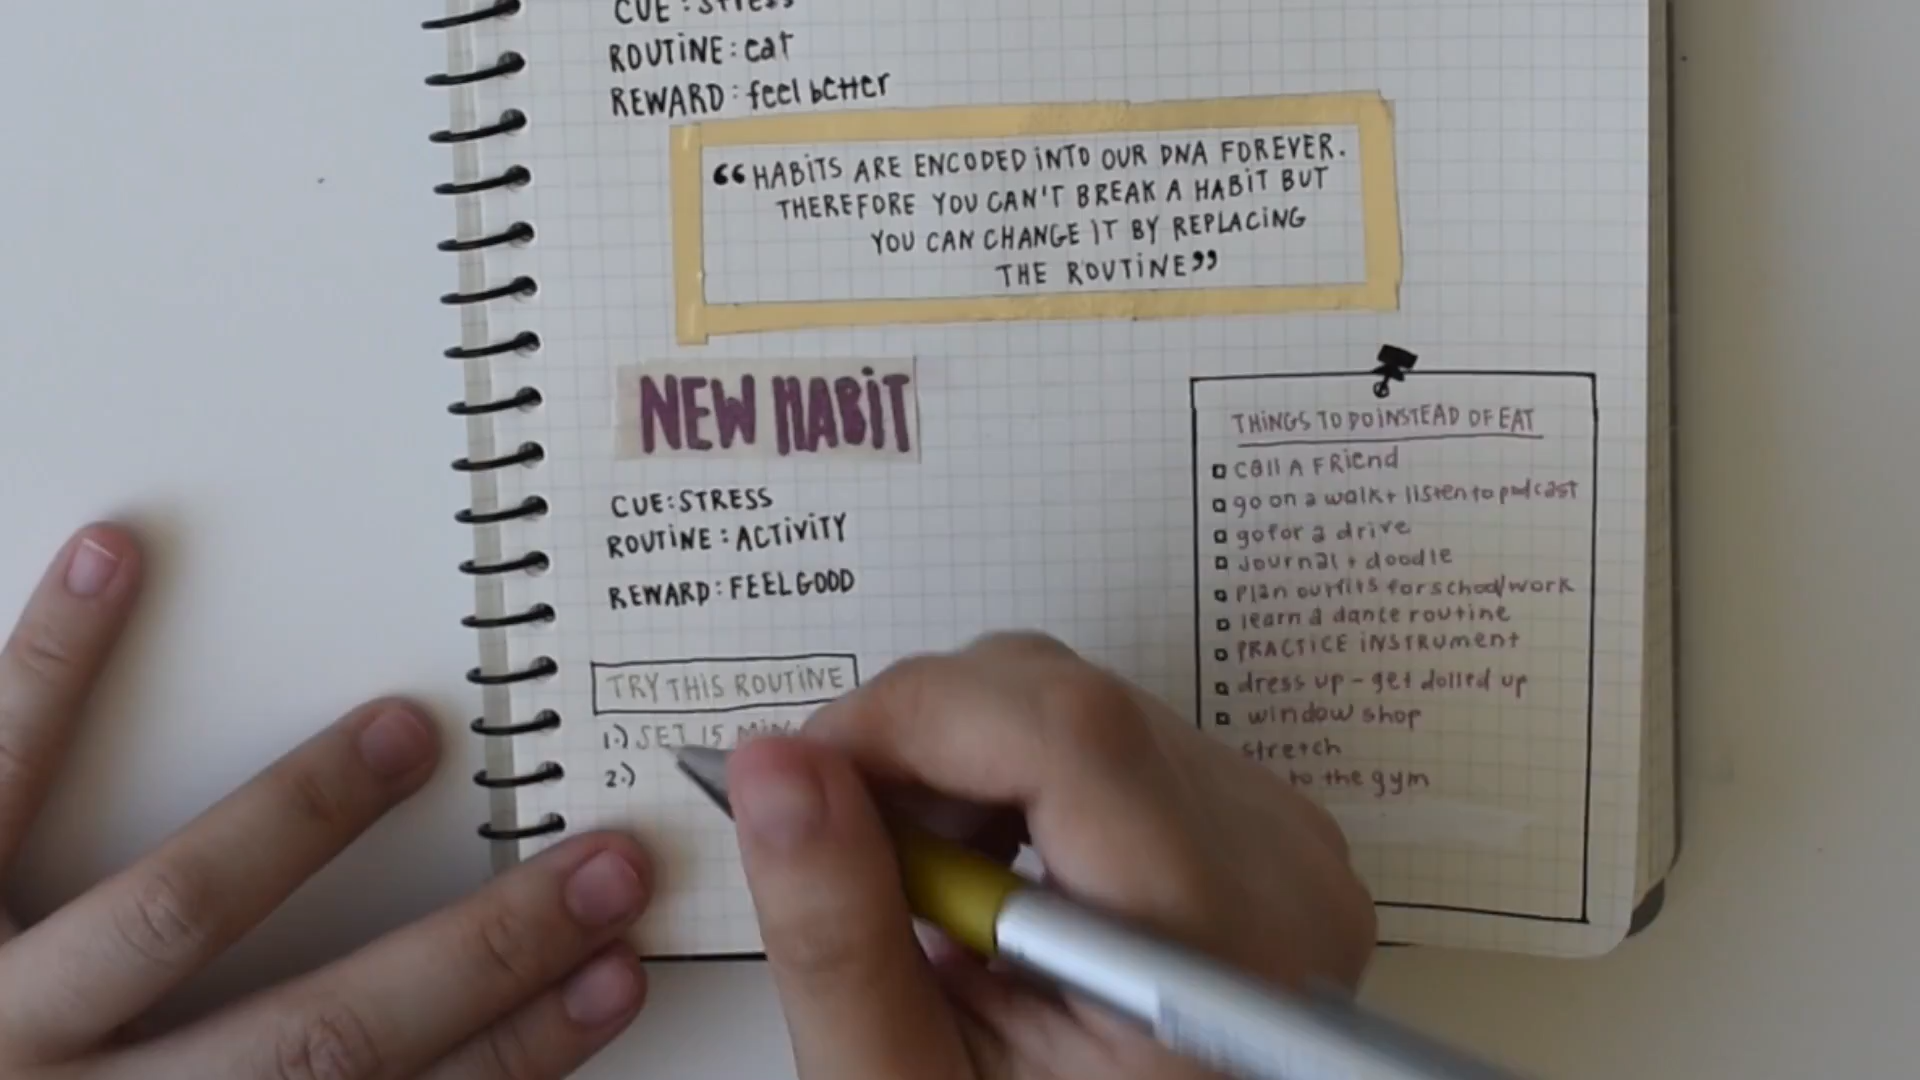 CUE: stress
ROUTINE: eat
REWARD: feel better
“HABITS ARE ENCODED INTO OUR DNA FOREVER.
THEREFORE YOU CAN'T BREAK A HABIT BUT
YOU CAN CHANGE IT BY REPLACING
THE ROUTINE”
NEW HABIT
CUE: STRESS
ROUTINE: ACTIVITY
REWARD: FEEL GOOD
TRY THIS ROUTINE
1.) SET 15 MIN
2.)
THINGS TO DO INSTEAD OF EAT
call A FRiend
go on a walk + listen to podcast
go for a drive
Journal + doodle
plan outfits for school/work
learn a dance routine
PRACTICE INSTRUMENT
dress up - get dolled up
window shop
stretch
to the gym